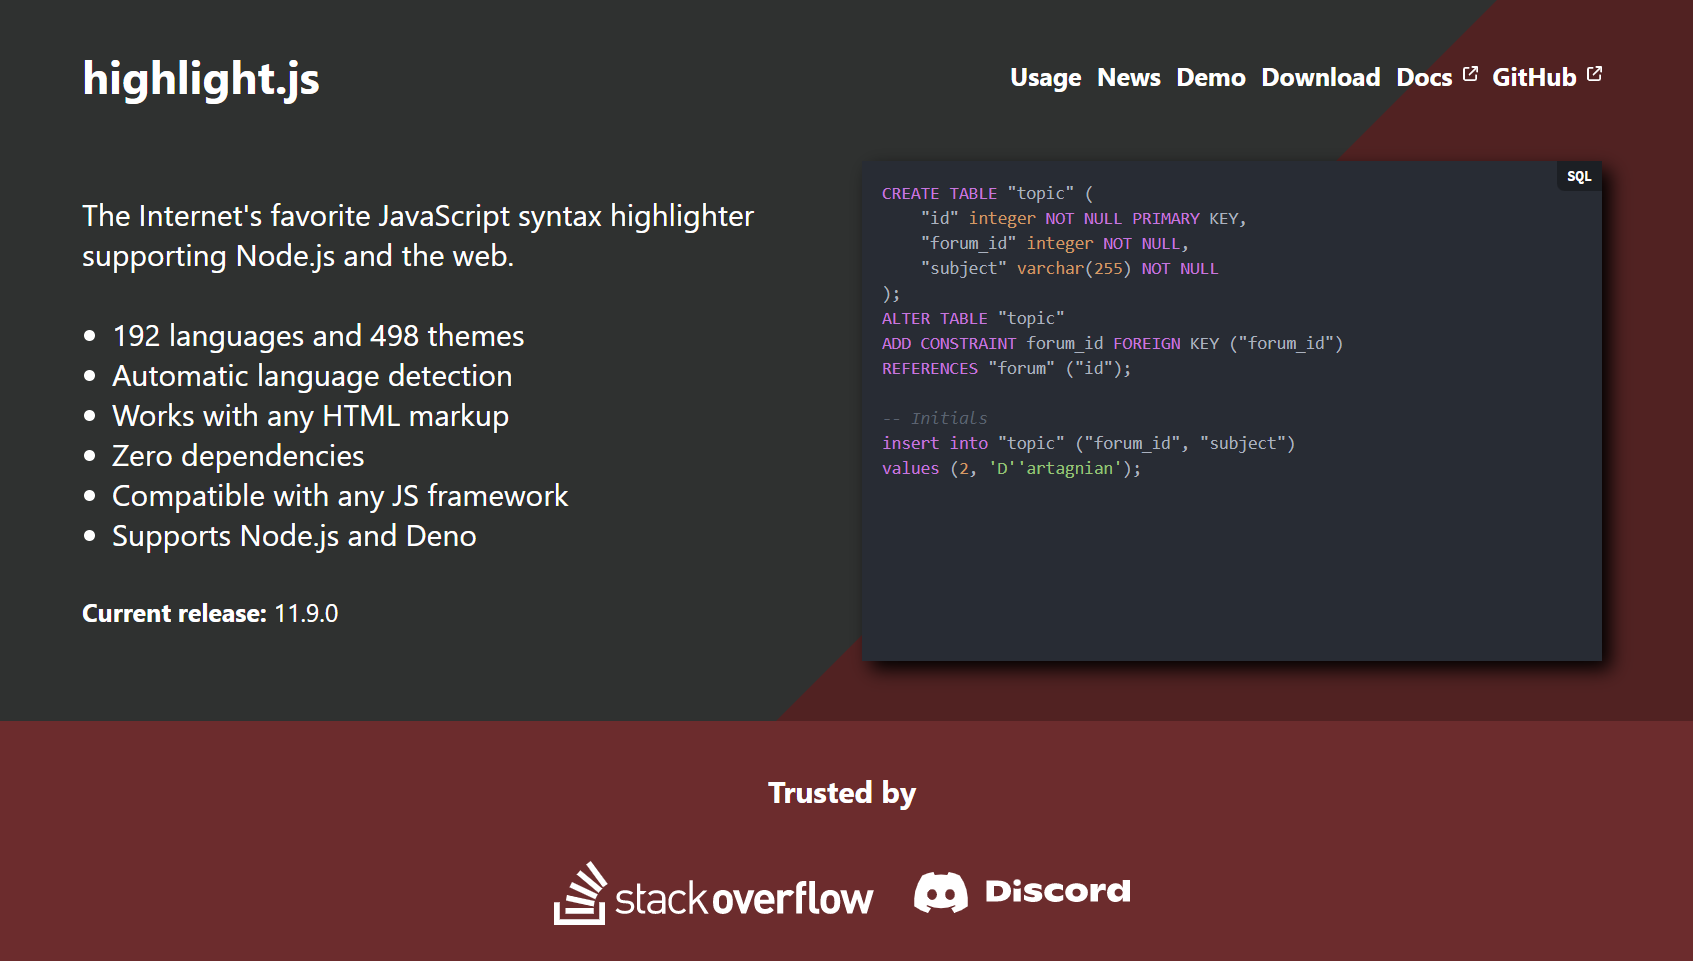 highlight.js
Usage News Demo Download Docs GitHub
The Internet's favorite JavaScript syntax highlighter
supporting Node.js and the web.
• 192 languages and 498 themes
• Automatic language detection
• Works with any HTML markup
• Zero dependencies
• Compatible with any JS framework
• Supports Node.js and Deno
Current release: 11.9.0
SQL
CREATE TABLE "topic" (
    "id" integer NOT NULL PRIMARY KEY,
    "forum_id" integer NOT NULL,
    "subject" varchar(255) NOT NULL
);
ALTER TABLE "topic"
ADD CONSTRAINT forum_id FOREIGN KEY ("forum_id")
REFERENCES "forum" ("id");
-- Initials
insert into "topic" ("forum_id", "subject")
values (2, 'D''artagnian');
Trusted by
stackoverflow
Discord